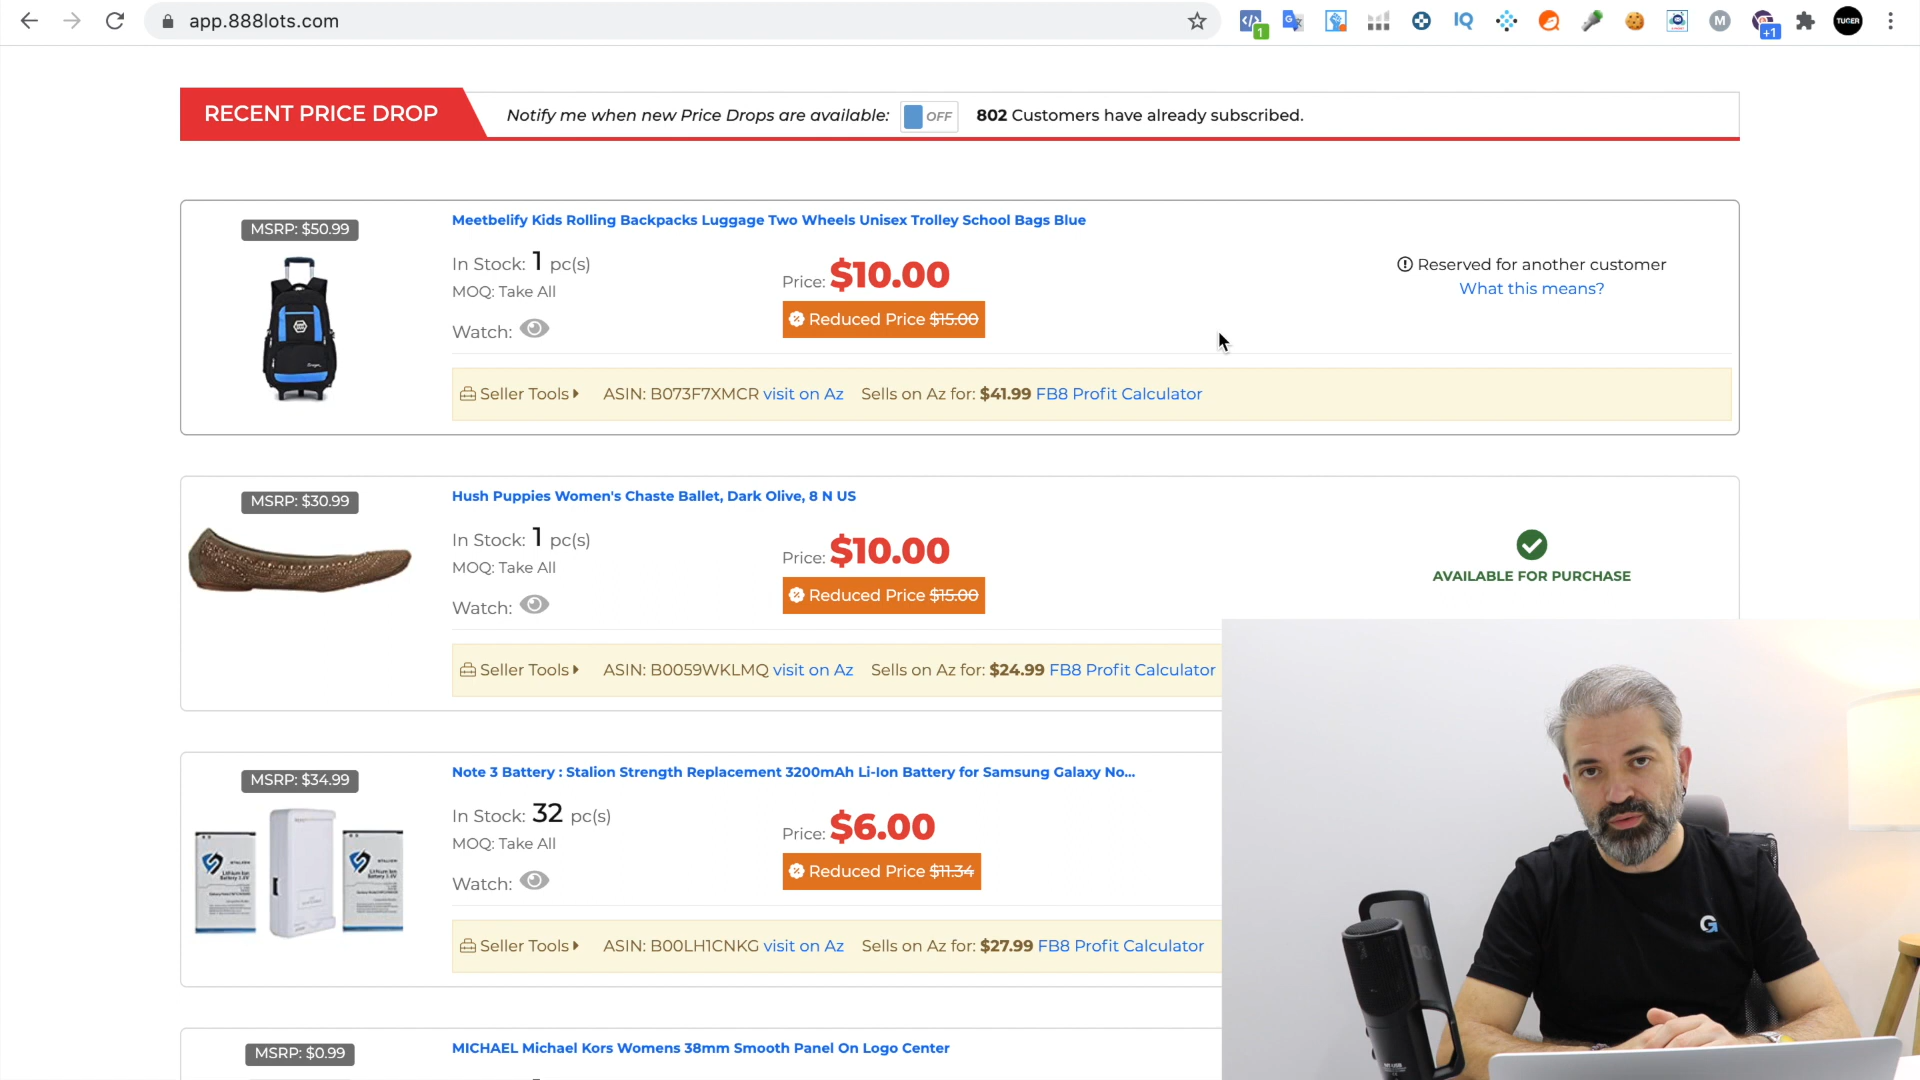 app.888lots.com
1
IQ
M
+1
TUGER
RECENT PRICE DROP
Notify me when new Price Drops are available: OFF 802 Customers have already subscribed.
MSRP: $50.99
Meetbelify Kids Rolling Backpacks Luggage Two Wheels Unisex Trolley School Bags Blue
In Stock: 1 pc(s)
MOQ: Take All
Watch:
Price: $10.00
Reduced Price $15.00
Reserved for another customer
What this means?
Seller Tools ASIN: B073F7XMCR visit on Az Sells on Az for: $41.99 FB8 Profit Calculator
MSRP: $30.99
Hush Puppies Women's Chaste Ballet, Dark Olive, 8 N US
In Stock: 1 pc(s)
MOQ: Take All
Watch:
Price: $10.00
Reduced Price $15.00
AVAILABLE FOR PURCHASE
Seller Tools ASIN: B0059WKLMQ visit on Az Sells on Az for: $24.99 FB8 Profit Calculator
MSRP: $34.99
Note 3 Battery : Stalion Strength Replacement 3200mAh Li-Ion Battery for Samsung Galaxy No...
In Stock: 32 pc(s)
MOQ: Take All
Watch:
Price: $6.00
Reduced Price $11.34
STALION
STALION
Seller Tools ASIN: B00LH1CNKG visit on Az Sells on Az for: $27.99 FB8 Profit Calculator
G
MSRP: $0.99
MICHAEL Michael Kors Womens 38mm Smooth Panel On Logo Center